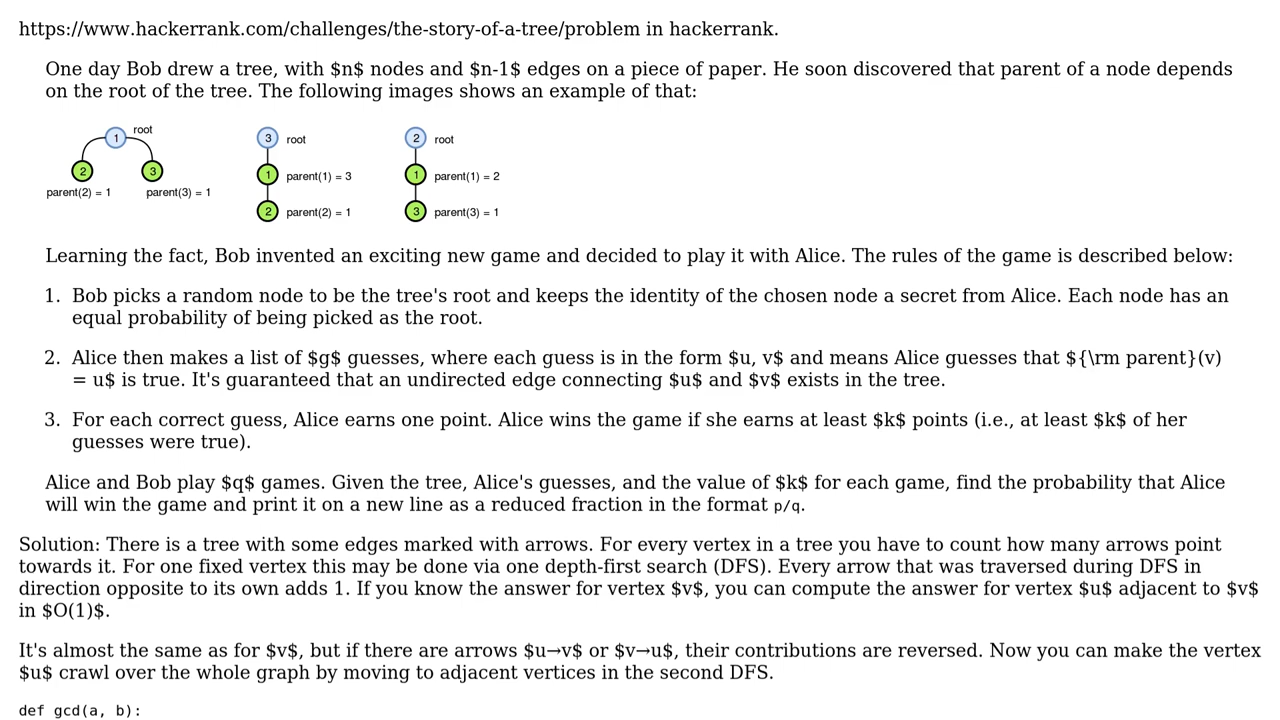 https://www.hackerrank.com/challenges/the-story-of-a-tree/problem in hackerrank.
One day Bob drew a tree, with $n$ nodes and $n-1$ edges on a piece of paper. He soon discovered that parent of a node depends
on the root of the tree. The following images shows an example of that:
1 root
2 3
parent(2) = 1 parent(3) = 1
3 root
1 parent(1) = 3
2 parent(2) = 1
2 root
1 parent(1) = 2
3 parent(3) = 1
Learning the fact, Bob invented an exciting new game and decided to play it with Alice. The rules of the game is described below:
1. Bob picks a random node to be the tree's root and keeps the identity of the chosen node a secret from Alice. Each node has an
equal probability of being picked as the root.
2. Alice then makes a list of $g$ guesses, where each guess is in the form $u, v$ and means Alice guesses that ${\rm parent}(v)
= u$ is true. It's guaranteed that an undirected edge connecting $u$ and $v$ exists in the tree.
3. For each correct guess, Alice earns one point. Alice wins the game if she earns at least $k$ points (i.e., at least $k$ of her
guesses were true).
Alice and Bob play $q$ games. Given the tree, Alice's guesses, and the value of $k$ for each game, find the probability that Alice
will win the game and print it on a new line as a reduced fraction in the format p/q.
Solution: There is a tree with some edges marked with arrows. For every vertex in a tree you have to count how many arrows point
towards it. For one fixed vertex this may be done via one depth-first search (DFS). Every arrow that was traversed during DFS in
direction opposite to its own adds 1. If you know the answer for vertex $v$, you can compute the answer for vertex $u$ adjacent to $v$
in $O(1)$.
It's almost the same as for $v$, but if there are arrows $u→v$ or $v→u$, their contributions are reversed. Now you can make the vertex
$u$ crawl over the whole graph by moving to adjacent vertices in the second DFS.
def gcd(a, b):